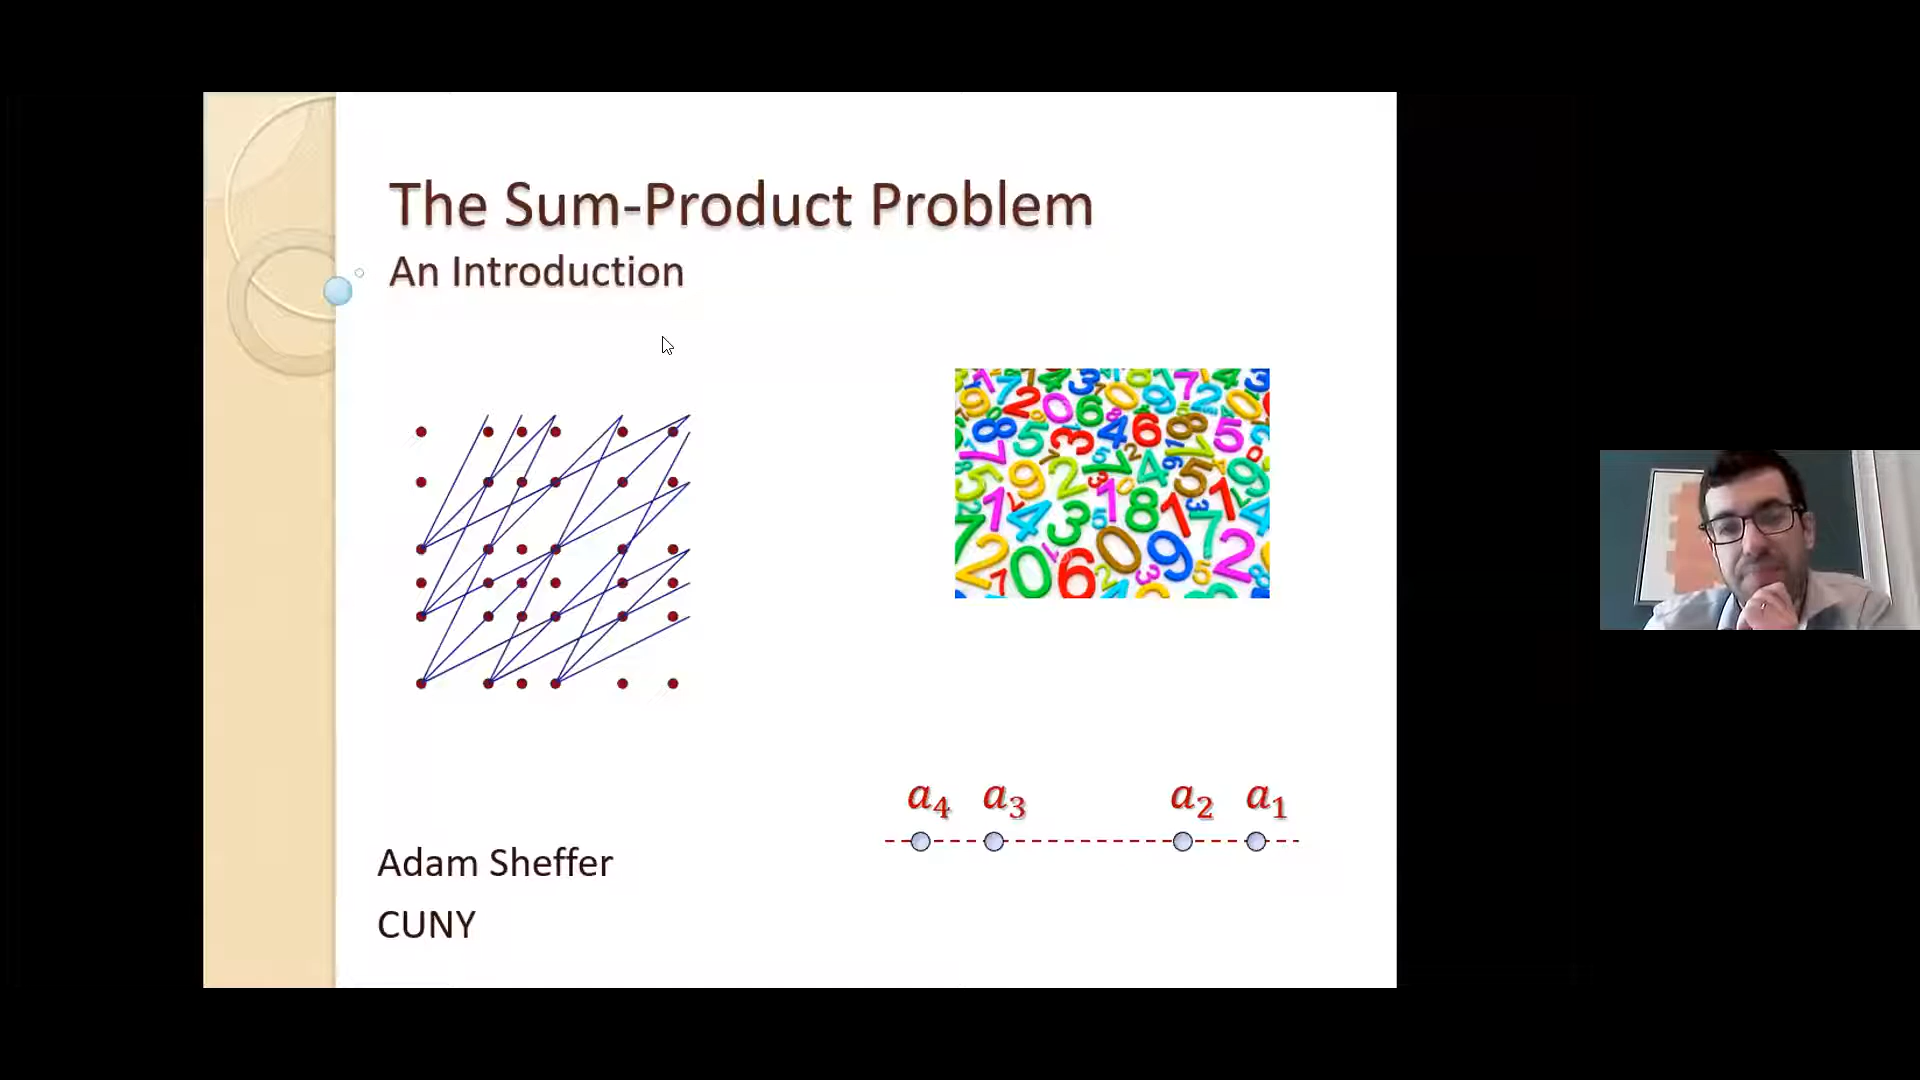 The Sum-Product Problem
An Introduction
a₄ a₃ a₂ a₁
Adam Sheffer
CUNY